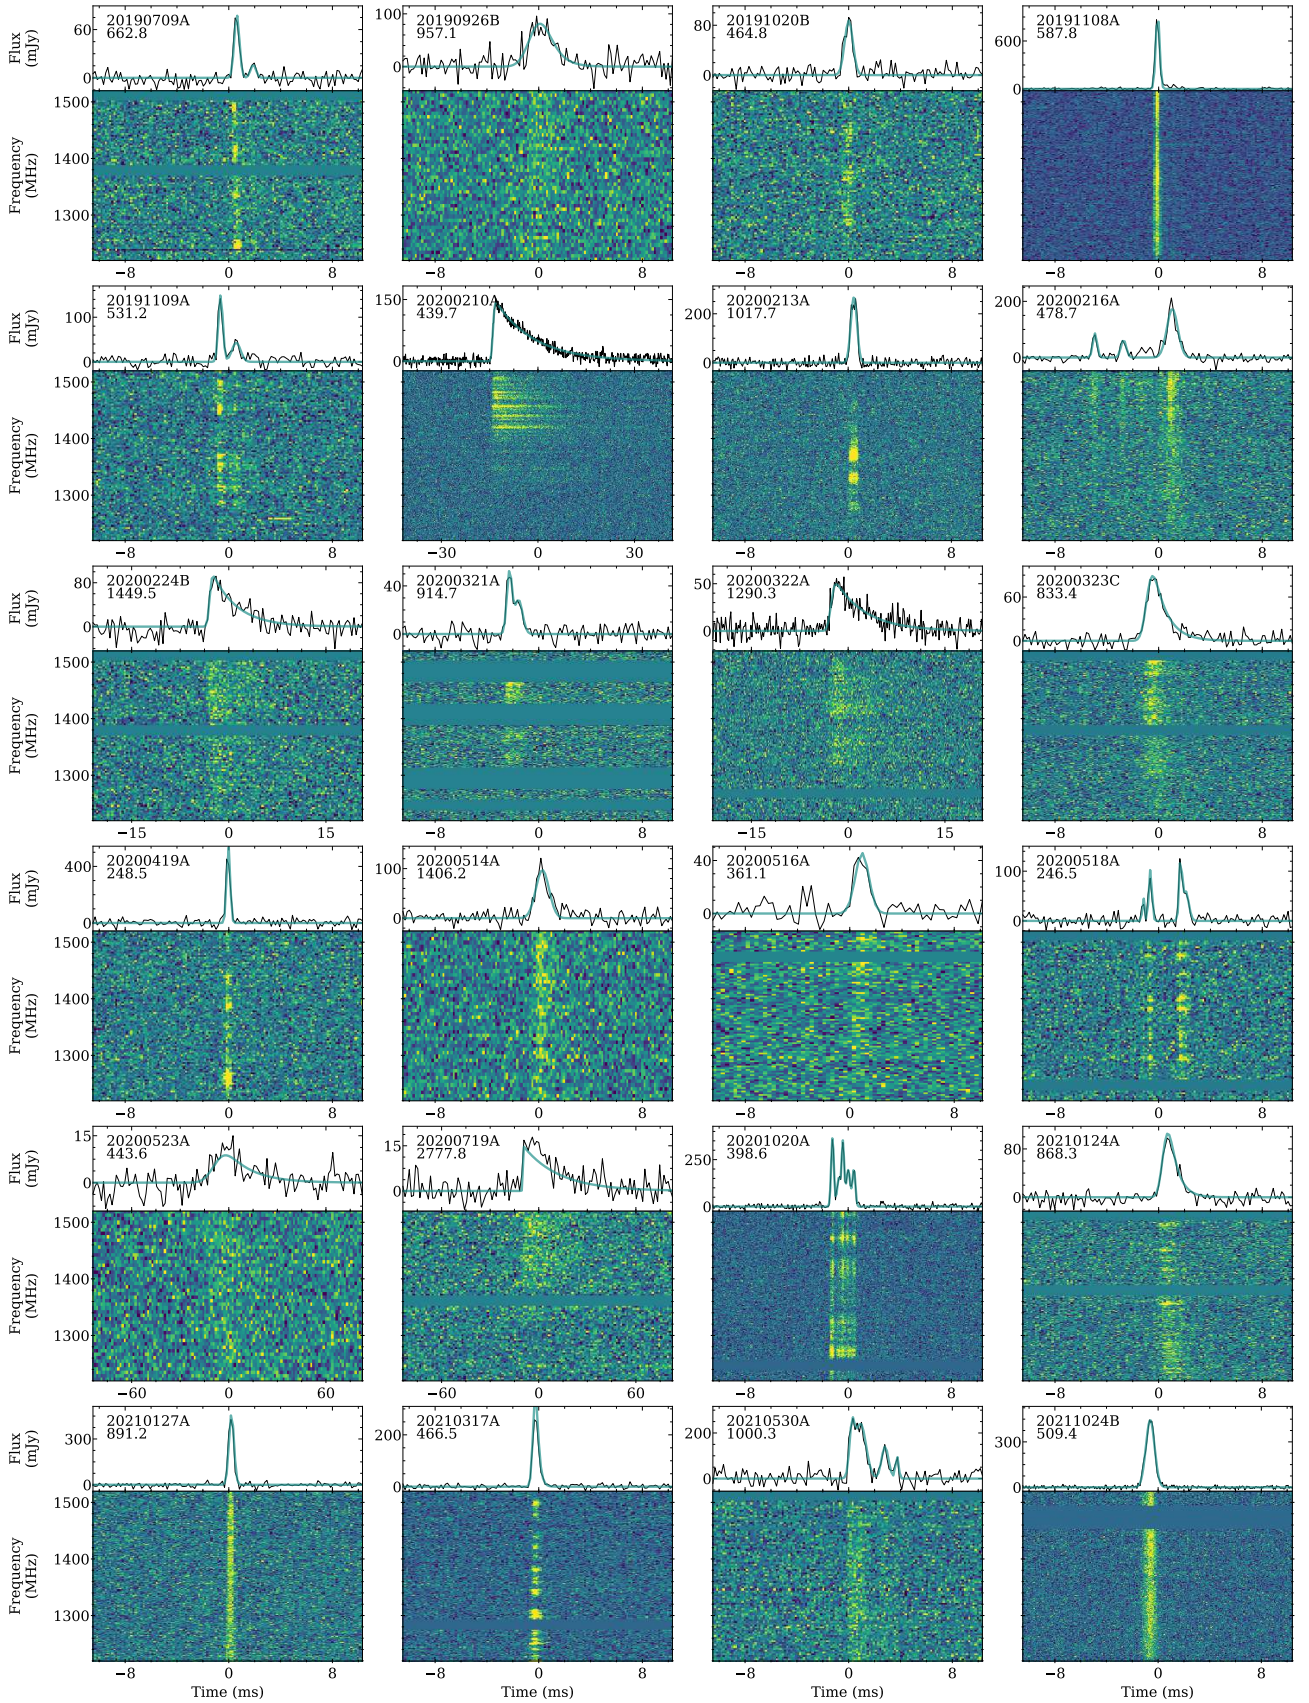 Flux
(mJy)
60
0
20190709A
662.8
100
0
20190926B
957.1
80
0
20191020B
464.8
600
0
20191108A
587.8
Frequency
(MHz)
1500
1400
1300
−8 0 8
−8 0 8
−8 0 8
−8 0 8
Flux
(mJy)
100
0
20191109A
531.2
150
0
20200210A
439.7
200
0
20200213A
1017.7
200
0
20200216A
478.7
Frequency
(MHz)
1500
1400
1300
−8 0 8
−30 0 30
−8 0 8
−8 0 8
Flux
(mJy)
80
0
20200224B
1449.5
40
0
20200321A
914.7
50
0
20200322A
1290.3
60
0
20200323C
833.4
Frequency
(MHz)
1500
1400
1300
−15 0 15
−8 0 8
−15 0 15
−8 0 8
Flux
(mJy)
400
0
20200419A
248.5
100
0
20200514A
1406.2
40
0
20200516A
361.1
100
0
20200518A
246.5
Frequency
(MHz)
1500
1400
1300
−8 0 8
−8 0 8
−8 0 8
−8 0 8
Flux
(mJy)
15
0
20200523A
443.6
15
0
20200719A
2777.8
250
0
20201020A
398.6
80
0
20210124A
868.3
Frequency
(MHz)
1500
1400
1300
−60 0 60
−60 0 60
−8 0 8
−8 0 8
Flux
(mJy)
300
0
20210127A
891.2
200
0
20210317A
466.5
200
0
20210530A
1000.3
300
0
20211024B
509.4
Frequency
(MHz)
1500
1400
1300
−8 0 8
−8 0 8
−8 0 8
−8 0 8
Time (ms)
Time (ms)
Time (ms)
Time (ms)